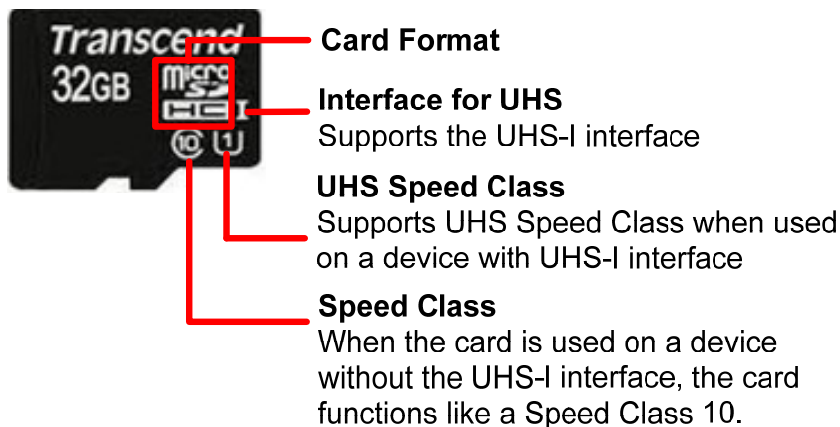 Transcend
32GB
micro
SD
HC I
10 1
Card Format
Interface for UHS
Supports the UHS-I interface
UHS Speed Class
Supports UHS Speed Class when used
on a device with UHS-I interface
Speed Class
When the card is used on a device
without the UHS-I interface, the card
functions like a Speed Class 10.